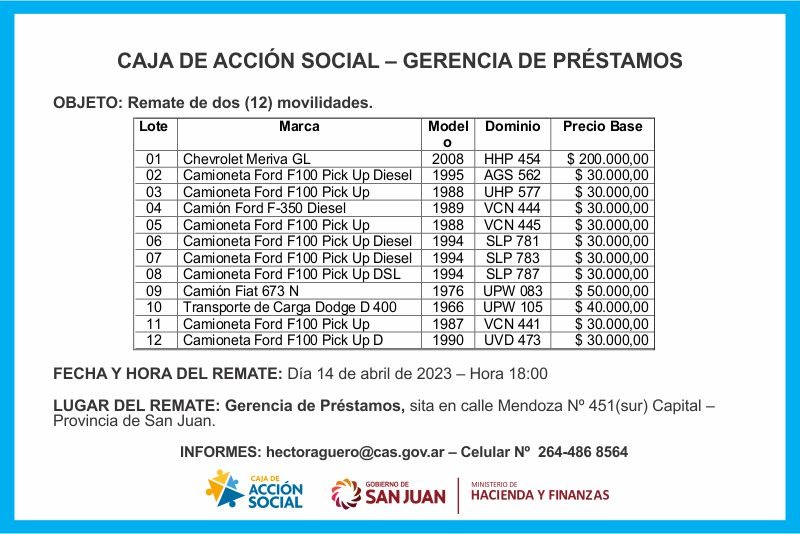 CAJA DE ACCIÓN SOCIAL – GERENCIA DE PRÉSTAMOS
OBJETO: Remate de dos (12) movilidades.
Lote Marca Model o Dominio Precio Base
01 Chevrolet Meriva GL 2008 HHP 454 $ 200.000,00
02 Camioneta Ford F100 Pick Up Diesel 1995 AGS 562 $ 30.000,00
03 Camioneta Ford F100 Pick Up 1988 UHP 577 $ 30.000,00
04 Camión Ford F-350 Diesel 1989 VCN 444 $ 30.000,00
05 Camioneta Ford F100 Pick Up 1988 VCN 445 $ 30.000,00
06 Camioneta Ford F100 Pick Up Diesel 1994 SLP 781 $ 30.000,00
07 Camioneta Ford F100 Pick Up Diesel 1994 SLP 783 $ 30.000,00
08 Camioneta Ford F100 Pick Up DSL 1994 SLP 787 $ 30.000,00
09 Camión Fiat 673 N 1976 UPW 083 $ 50.000,00
10 Transporte de Carga Dodge D 400 1966 UPW 105 $ 40.000,00
11 Camioneta Ford F100 Pick Up 1987 VCN 441 $ 30.000,00
12 Camioneta Ford F100 Pick Up D 1990 UVD 473 $ 30.000,00
FECHA Y HORA DEL REMATE: Día 14 de abril de 2023 – Hora 18:00
LUGAR DEL REMATE: Gerencia de Préstamos, sita en calle Mendoza Nº 451(sur) Capital –
Provincia de San Juan.
INFORMES: hectoraguero@cas.gov.ar – Celular Nº 264-486 8564
CAJA DE
ACCIÓN
SOCIAL
GOBIERNO DE
SAN JUAN
MINISTERIO DE
HACIENDA Y FINANZAS